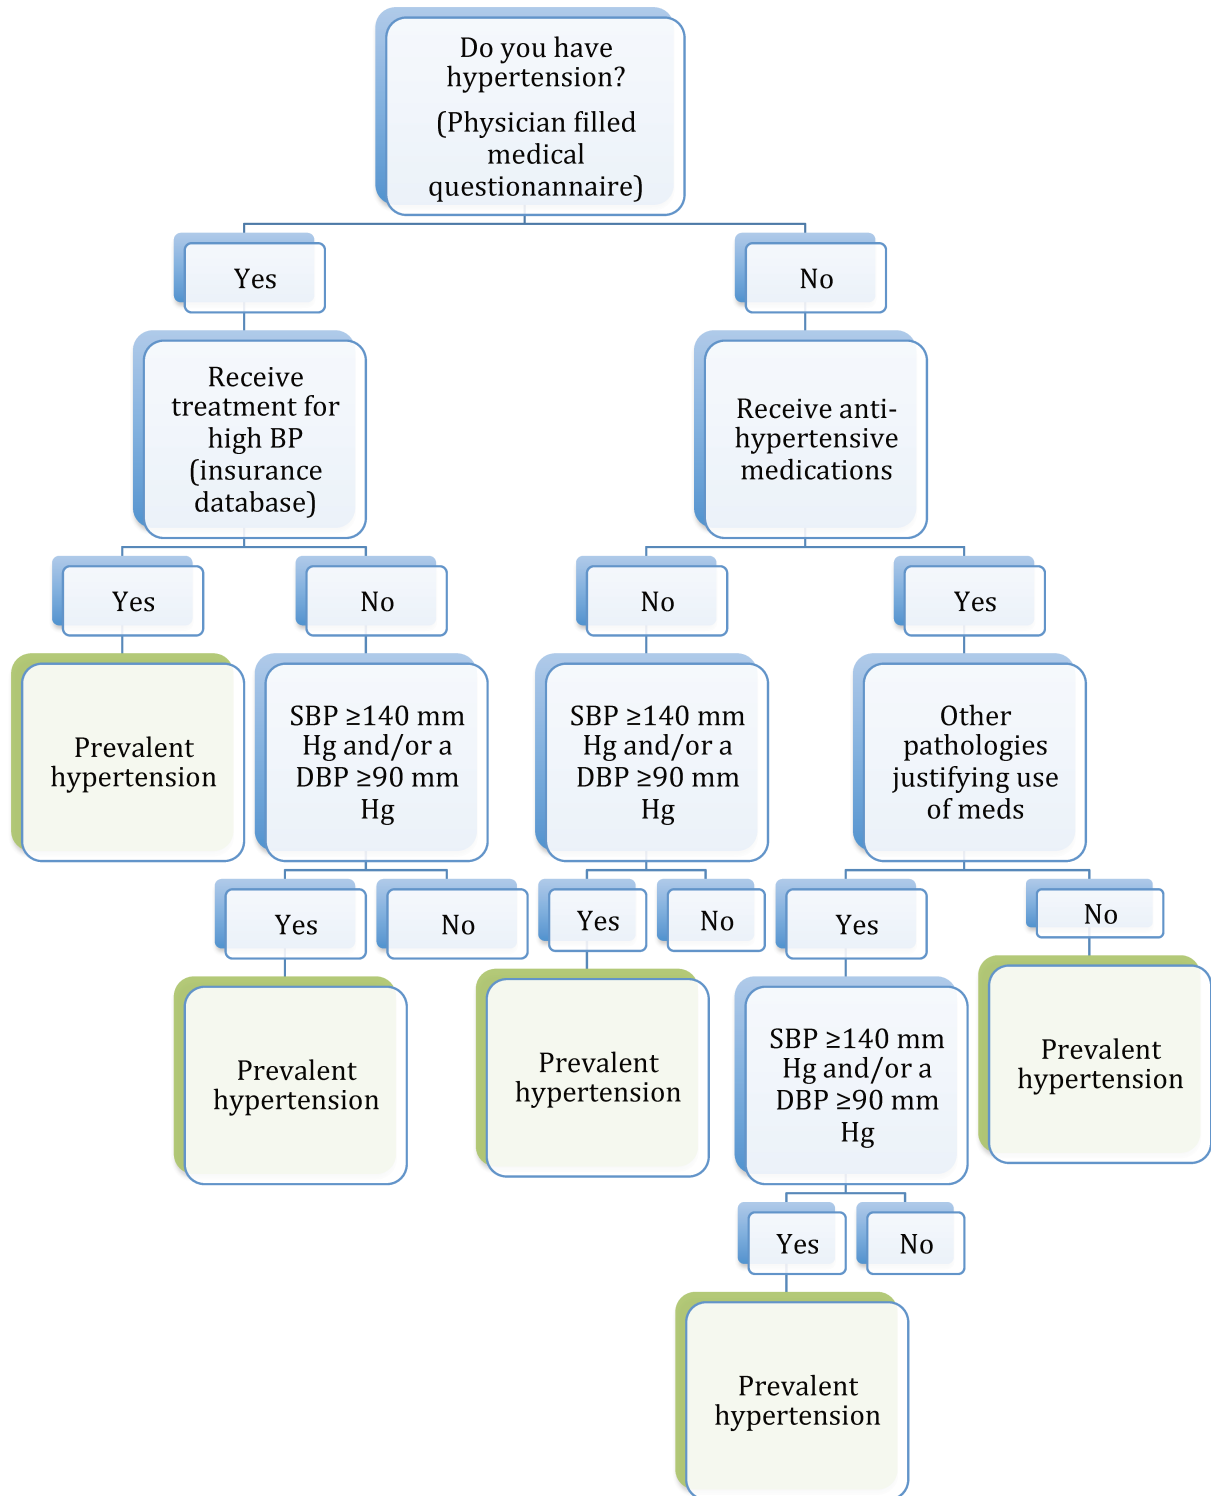 Do you have
hypertension?
(Physician filled
medical
questionannaire)
Yes
No
Receive
treatment for
high BP
(insurance
database)
Receive anti-
hypertensive
medications
Yes
No
No
Yes
Prevalent
hypertension
SBP ≥140 mm
Hg and/or a
DBP ≥90 mm
Hg
SBP ≥140 mm
Hg and/or a
DBP ≥90 mm
Hg
Other
pathologies
justifying use
of meds
Yes
No
Yes
No
Yes
No
Prevalent
hypertension
Prevalent
hypertension
SBP ≥140 mm
Hg and/or a
DBP ≥90 mm
Hg
Prevalent
hypertension
Yes
No
Prevalent
hypertension